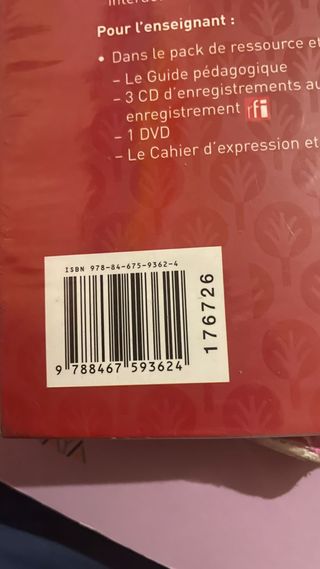 Pour l'enseignant :
• Dans le pack de ressource et
– Le Guide pédagogique
– 3 CD d'enregistrements au
enregistrement rfi
– 1 DVD
– Le Cahier d'expression et
ISBN 978-84-675-9362-4
9 788467 593624
176726